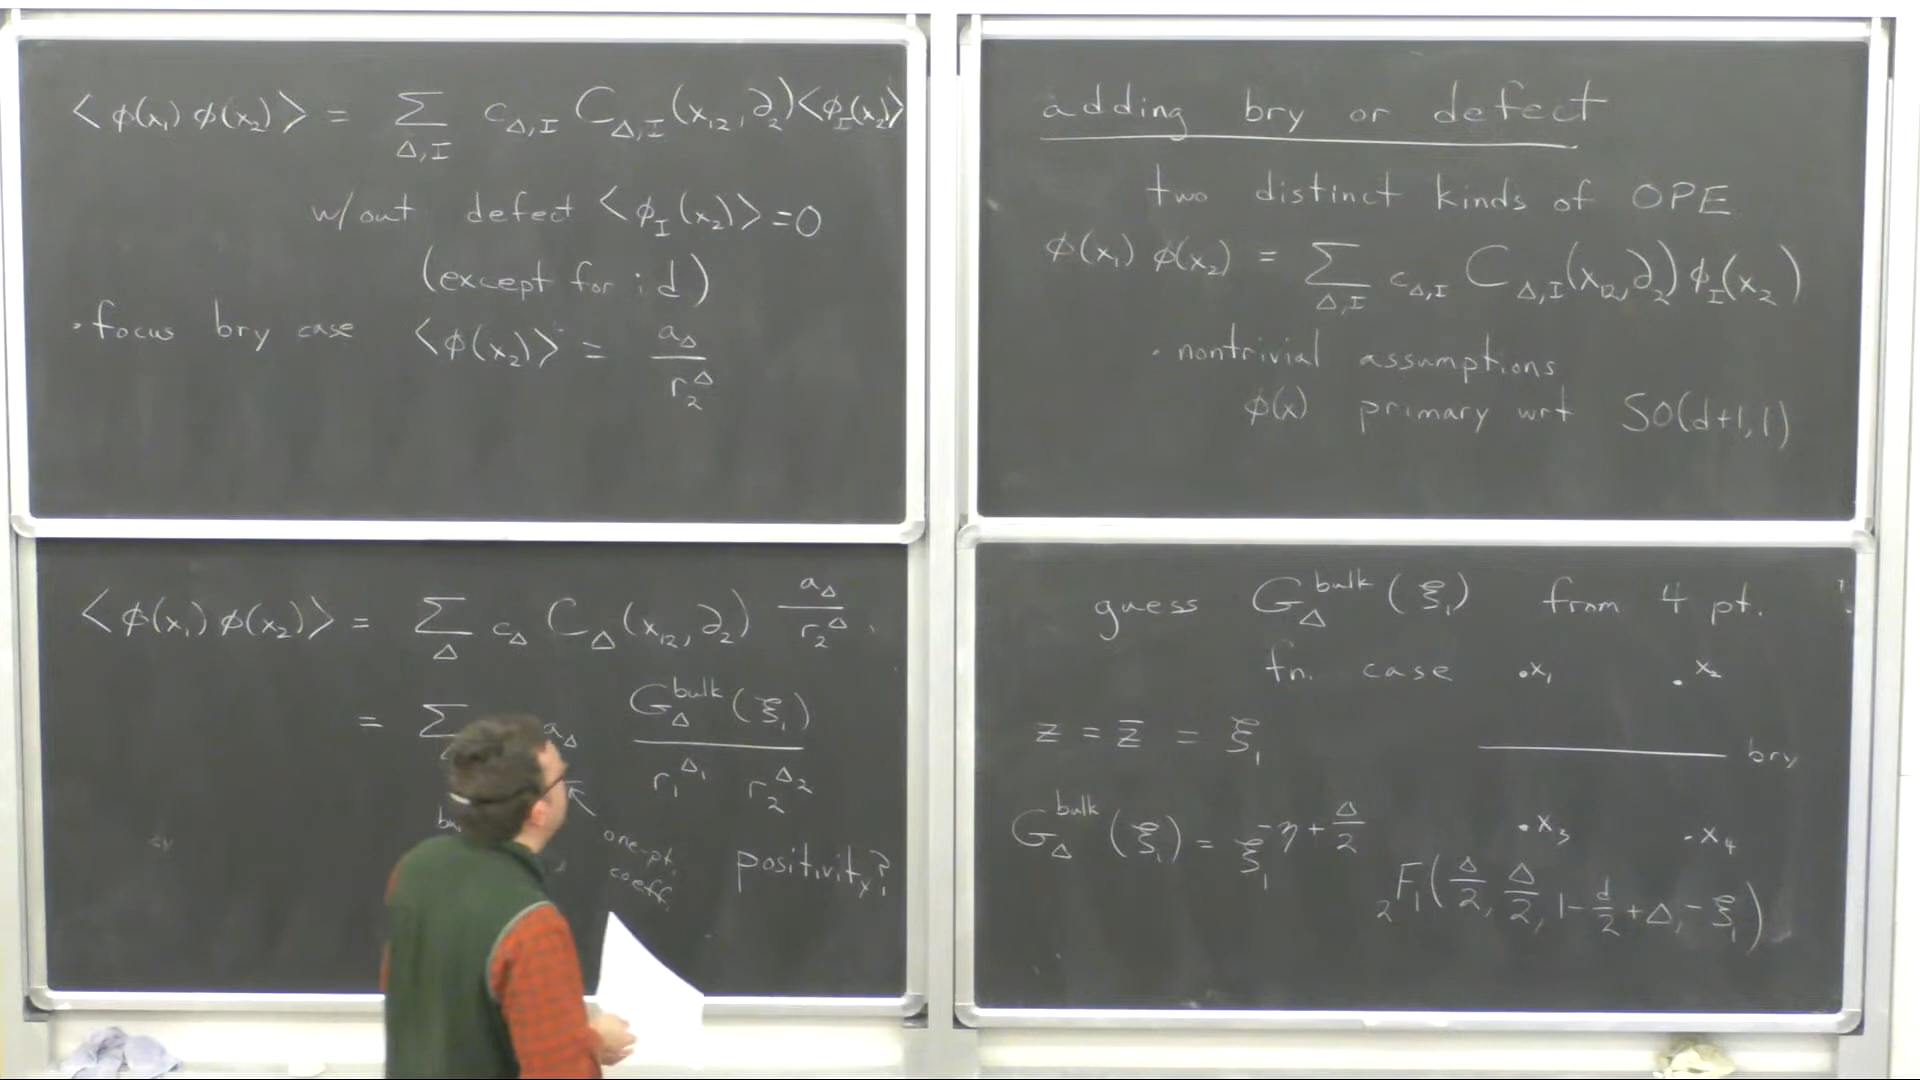 ⟨ϕ(x₁) ϕ(x₂)⟩ = Σ_{Δ,I} c_{Δ,I} C_{Δ,I}(x₁₂, ∂₂)⟨ϕ_I(x₂)⟩
w/out defect ⟨ϕ_I(x₂)⟩ = 0
(except for id)
· focus bry case ⟨ϕ(x₂)⟩ = a_Δ / r₂^Δ
⟨ϕ(x₁) ϕ(x₂)⟩ = Σ_Δ c_Δ C_Δ(x₁₂, ∂₂) a_Δ / r₂^Δ
= Σ a_Δ G_Δ^bulk(ξ₁) / r₁^Δ₁ r₂^Δ₂
one-pt.
coeff.
positivity?
adding bry or defect
two distinct kinds of OPE
ϕ(x₁) ϕ(x₂) = Σ_{Δ,I} c_{Δ,I} C_{Δ,I}(x₁₂, ∂₂) ϕ_I(x₂)
· nontrivial assumptions
ϕ(x) primary wrt SO(d+1,1)
guess G_Δ^bulk(ξ₁) from 4 pt.
fn. case
·x₁ ·x₂
z = z̄ = ξ₁
bry
·x₃ ·x₄
G_Δ^bulk(ξ₁) = ξ₁^{-η + Δ/2} ₂F₁(Δ/2, Δ/2, 1 - d/2 + Δ, -ξ₁)